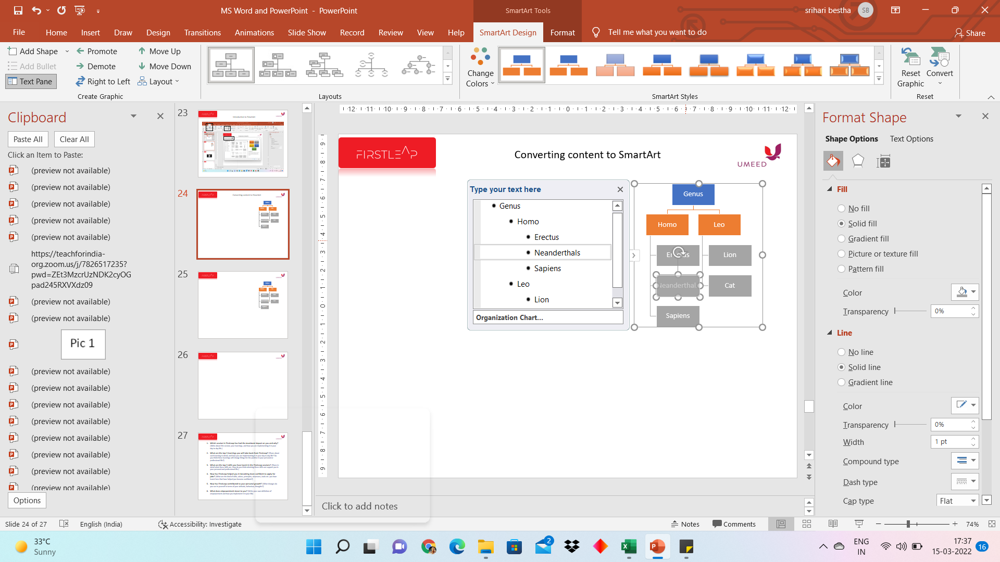 MS Word and PowerPoint - PowerPoint
SmartArt Tools
srihari bestha
SB
File
Home
Insert
Draw
Design
Transitions
Animations
Slide Show
Record
Review
View
Help
SmartArt Design
Format
Tell me what you want to do
Share
Add Shape
Promote
Move Up
Add Bullet
Demote
Move Down
Text Pane
Right to Left
Layout
Create Graphic
Layouts
Change
Colors
SmartArt Styles
Reset
Graphic
Convert
Reset
Clipboard
Paste All
Clear All
Click an Item to Paste:
(preview not available)
(preview not available)
(preview not available)
(preview not available)
(preview not available)
https://teachforindia-
org.zoom.us/j/7826517235?
pwd=ZEt3MzcrUzNDK2cyOG
pad245RXVXdz09
(preview not available)
(preview not available)
Pic 1
(preview not available)
(preview not available)
(preview not available)
(preview not available)
(preview not available)
(preview not available)
(preview not available)
(preview not available)
Options
23
Introduction to SmartArt
24
Converting content to SmartArt
25
26
27
FIRSTLEAP
Converting content to SmartArt
UMEED
Type your text here
Genus
Homo
Erectus
Neanderthals
Sapiens
Leo
Lion
Organization Chart...
Genus
Homo
Leo
Lion
Cat
Sapiens
Click to add notes
Format Shape
Shape Options
Text Options
Fill
No fill
Solid fill
Gradient fill
Picture or texture fill
Pattern fill
Color
Transparency
0%
Line
No line
Solid line
Gradient line
Color
Transparency
0%
Width
1 pt
Compound type
Dash type
Cap type
Flat
Slide 24 of 27
English (India)
Accessibility: Investigate
Notes
Comments
74%
33°C
Sunny
2
ENG
IN
17:37
15-03-2022
16